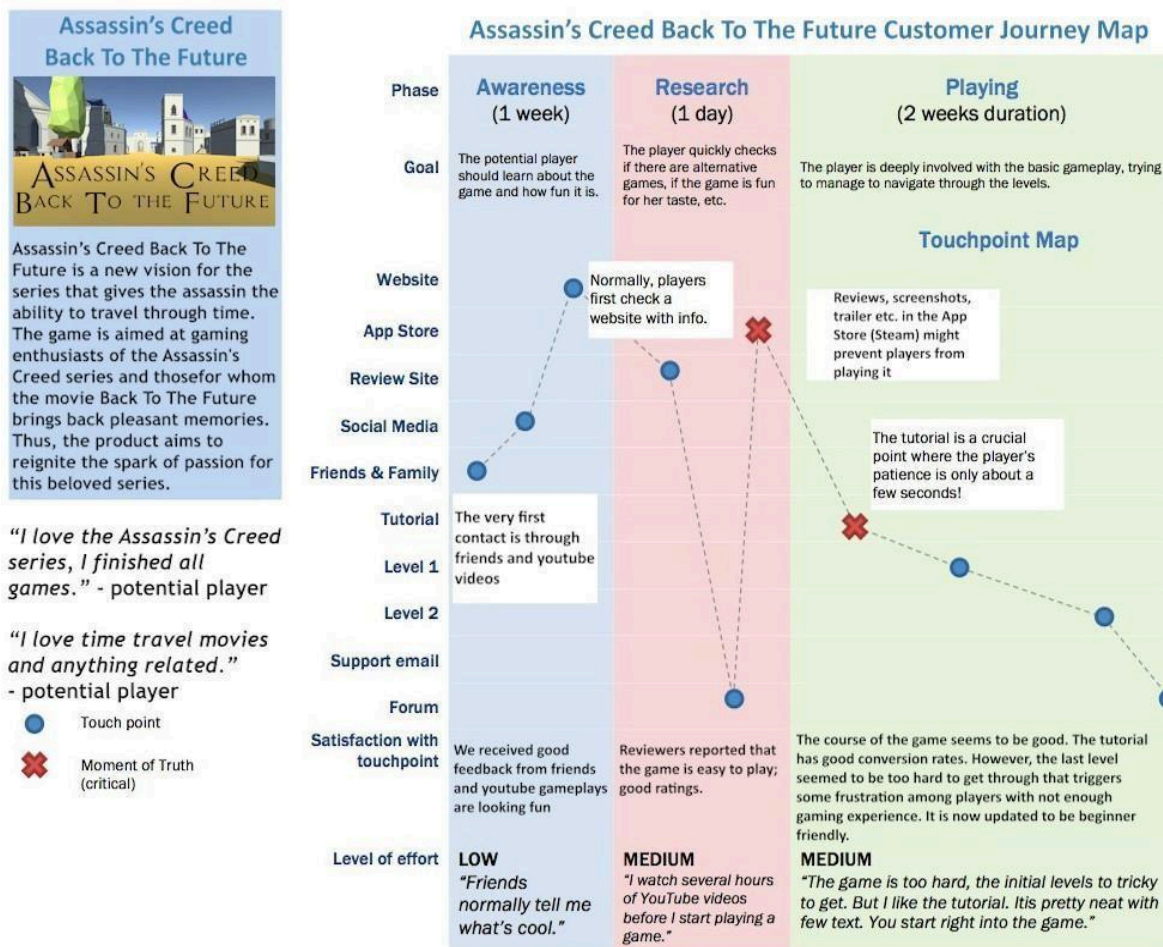 Assassin's Creed
Back To The Future
ASSASSIN'S CREED
BACK TO THE FUTURE
Assassin's Creed Back To The
Future is a new vision for the
series that gives the assassin the
ability to travel through time.
The game is aimed at gaming
enthusiasts of the Assassin's
Creed series and thosefor whom
the movie Back To The Future
brings back pleasant memories.
Thus, the product aims to
reignite the spark of passion for
this beloved series.
"I love the Assassin's Creed
series, I finished all
games." - potential player
"I love time travel movies
and anything related."
- potential player
Touch point
Moment of Truth
(critical)
Assassin's Creed Back To The Future Customer Journey Map
Phase
Awareness
(1 week)
Research
(1 day)
Playing
(2 weeks duration)
Goal
The potential player
should learn about the
game and how fun it is.
The player quickly checks
if there are alternative
games, if the game is fun
for her taste, etc.
The player is deeply involved with the basic gameplay, trying
to manage to navigate through the levels.
Touchpoint Map
Website
App Store
Review Site
Social Media
Friends & Family
Tutorial
Level 1
Level 2
Support email
Forum
Normally, players
first check a
website with info.
Reviews, screenshots,
trailer etc. in the App
Store (Steam) might
prevent players from
playing it
The tutorial is a crucial
point where the player's
patience is only about a
few seconds!
The very first
contact is through
friends and youtube
videos
Satisfaction with
touchpoint
We received good
feedback from friends
and youtube gameplays
are looking fun
Reviewers reported that
the game is easy to play;
good ratings.
The course of the game seems to be good. The tutorial
has good conversion rates. However, the last level
seemed to be too hard to get through that triggers
some frustration among players with not enough
gaming experience. It is now updated to be beginner
friendly.
Level of effort
LOW
"Friends
normally tell me
what's cool."
MEDIUM
"I watch several hours
of YouTube videos
before I start playing a
game."
MEDIUM
"The game is too hard, the initial levels to tricky
to get. But I like the tutorial. Itis pretty neat with
few text. You start right into the game."